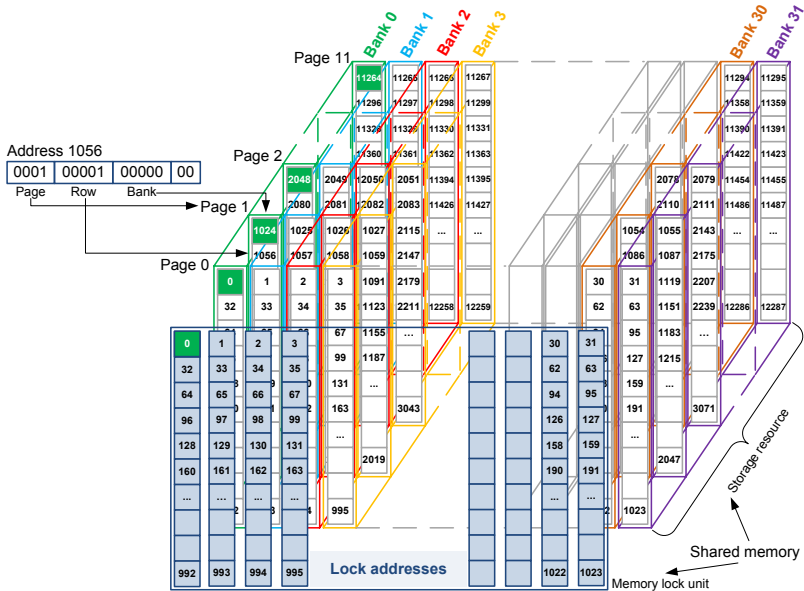 Bank 0
Bank 1
Bank 2
Bank 3
Bank 30
Bank 31
Page 11
11264 11265 11266 11267 11294 11295
11296 11297 11298 11299 11358 11359
11328 11329 11330 11331 11390 11391
11360 11361 11362 11363 11422 11423
Page 2
2048 2049 12050 2051 11394 11395 2078 2079 11454 11455
2080 2081 12082 2083 11426 11427 2110 2111 11486 11487
Address 1056
0001 00001 00000 00
Page Row Bank
Page 1
1024 1025 1026 1027 2115 ... ... 1054 1055 2143 ... ...
1056 1057 1058 1059 2147 1086 1087 2175
Page 0
0 1 2 3 1091 2179 30 31 1119 2207
32 33 34 35 1123 2211 12258 12259 62 63 1151 2239 12286 12287
67 1155 ... 95 1183 ...
99 1187 127 1215
131 ... 159 ...
163 3043 191 3071
... ...
2019 2047
995 1023
0 1 2 3 30 31
32 33 34 35 62 63
64 65 66 67 94 95
96 97 98 99 126 127
128 129 130 131 158 159
160 161 162 163 190 191
... ... ... ... ... ...
992 993 994 995 1022 1023
Lock addresses
Storage resource
Shared memory
Memory lock unit